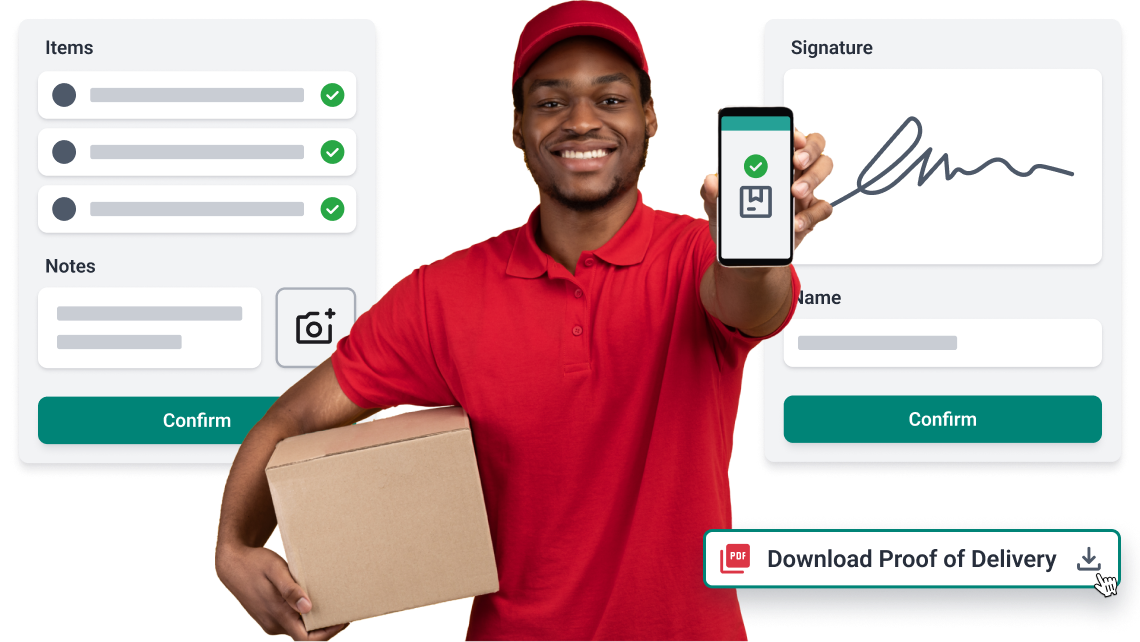 Items
Notes
Confirm
Signature
Name
Confirm
PDF
Download Proof of Delivery